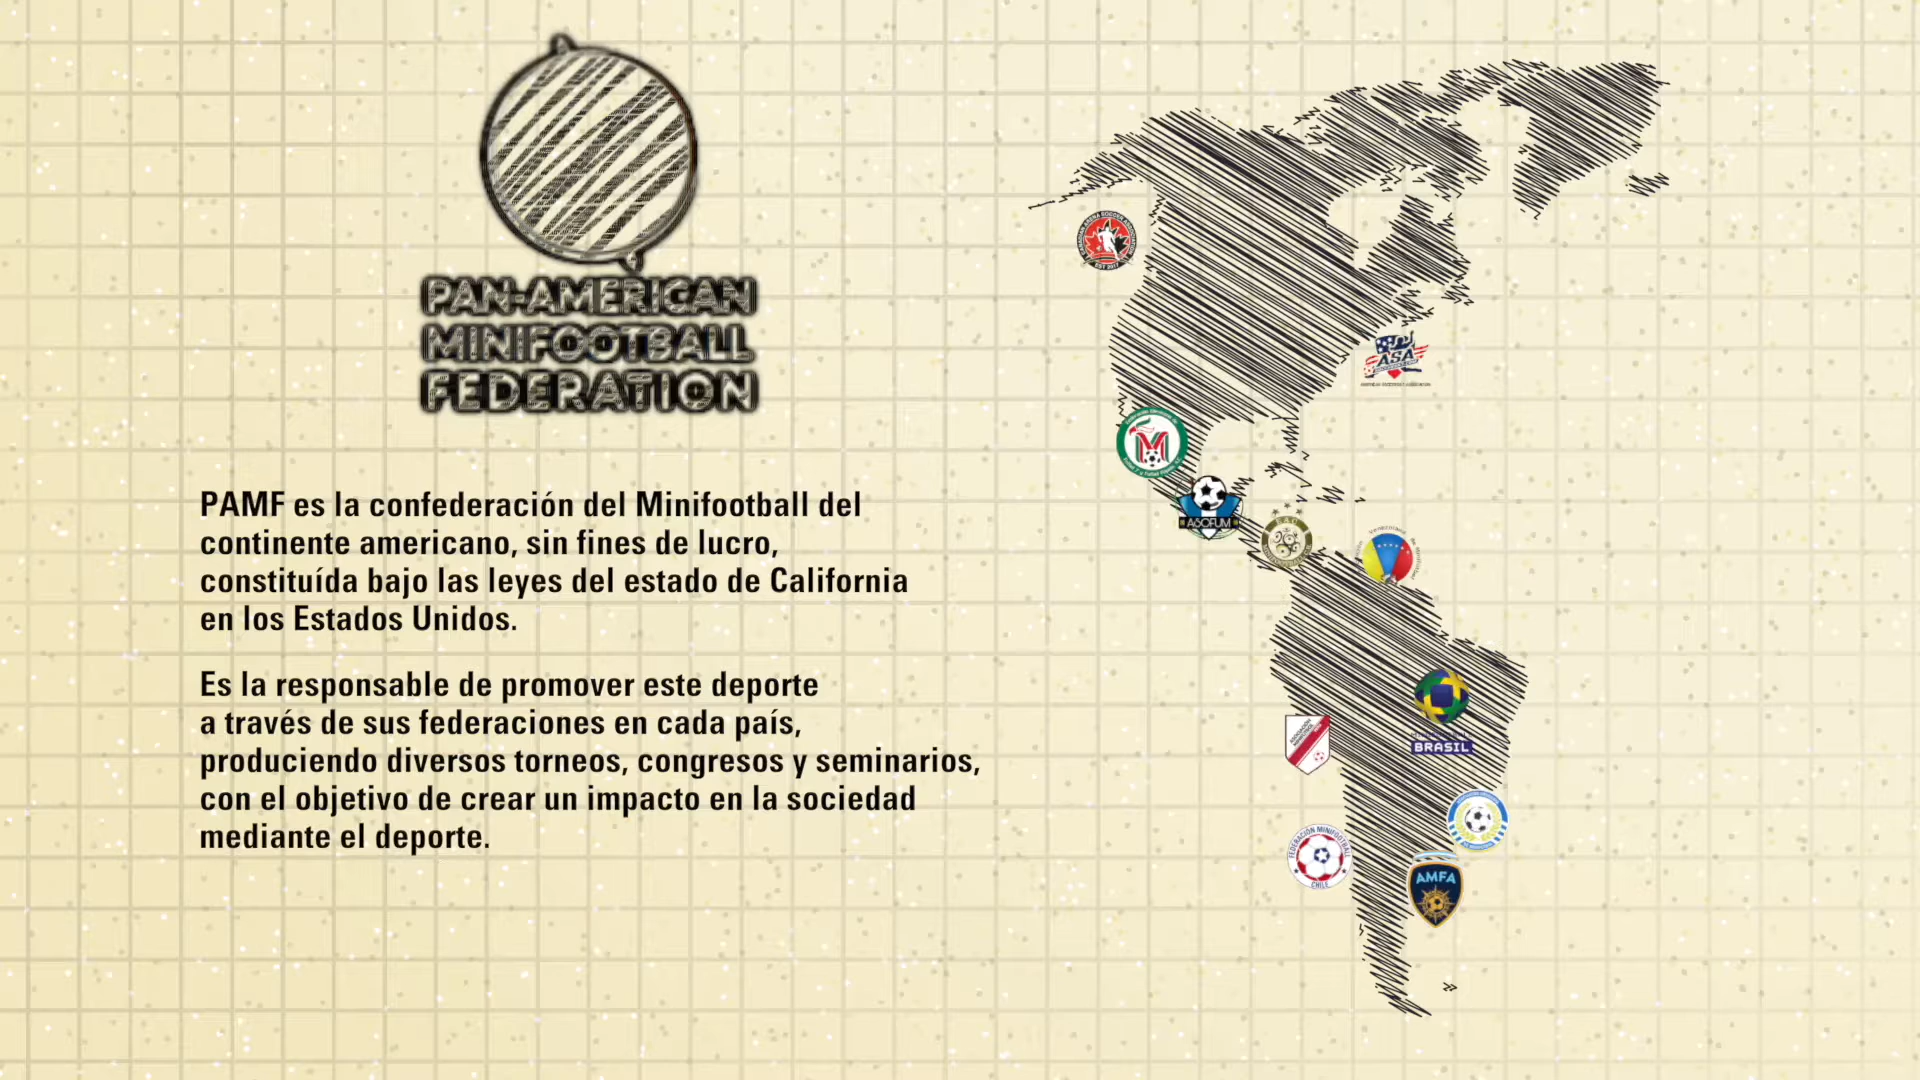 PAN-AMERICAN
MINIFOOTBALL
FEDERATION
PAMF es la confederación del Minifootball del
continente americano, sin fines de lucro,
constituída bajo las leyes del estado de California
en los Estados Unidos.
Es la responsable de promover este deporte
a través de sus federaciones en cada país,
produciendo diversos torneos, congresos y seminarios,
con el objetivo de crear un impacto en la sociedad
mediante el deporte.
ASA
M
ASOFUM
BRASIL
FEDERACIÓN MINIFOOTBALL
CHILE
AMFA